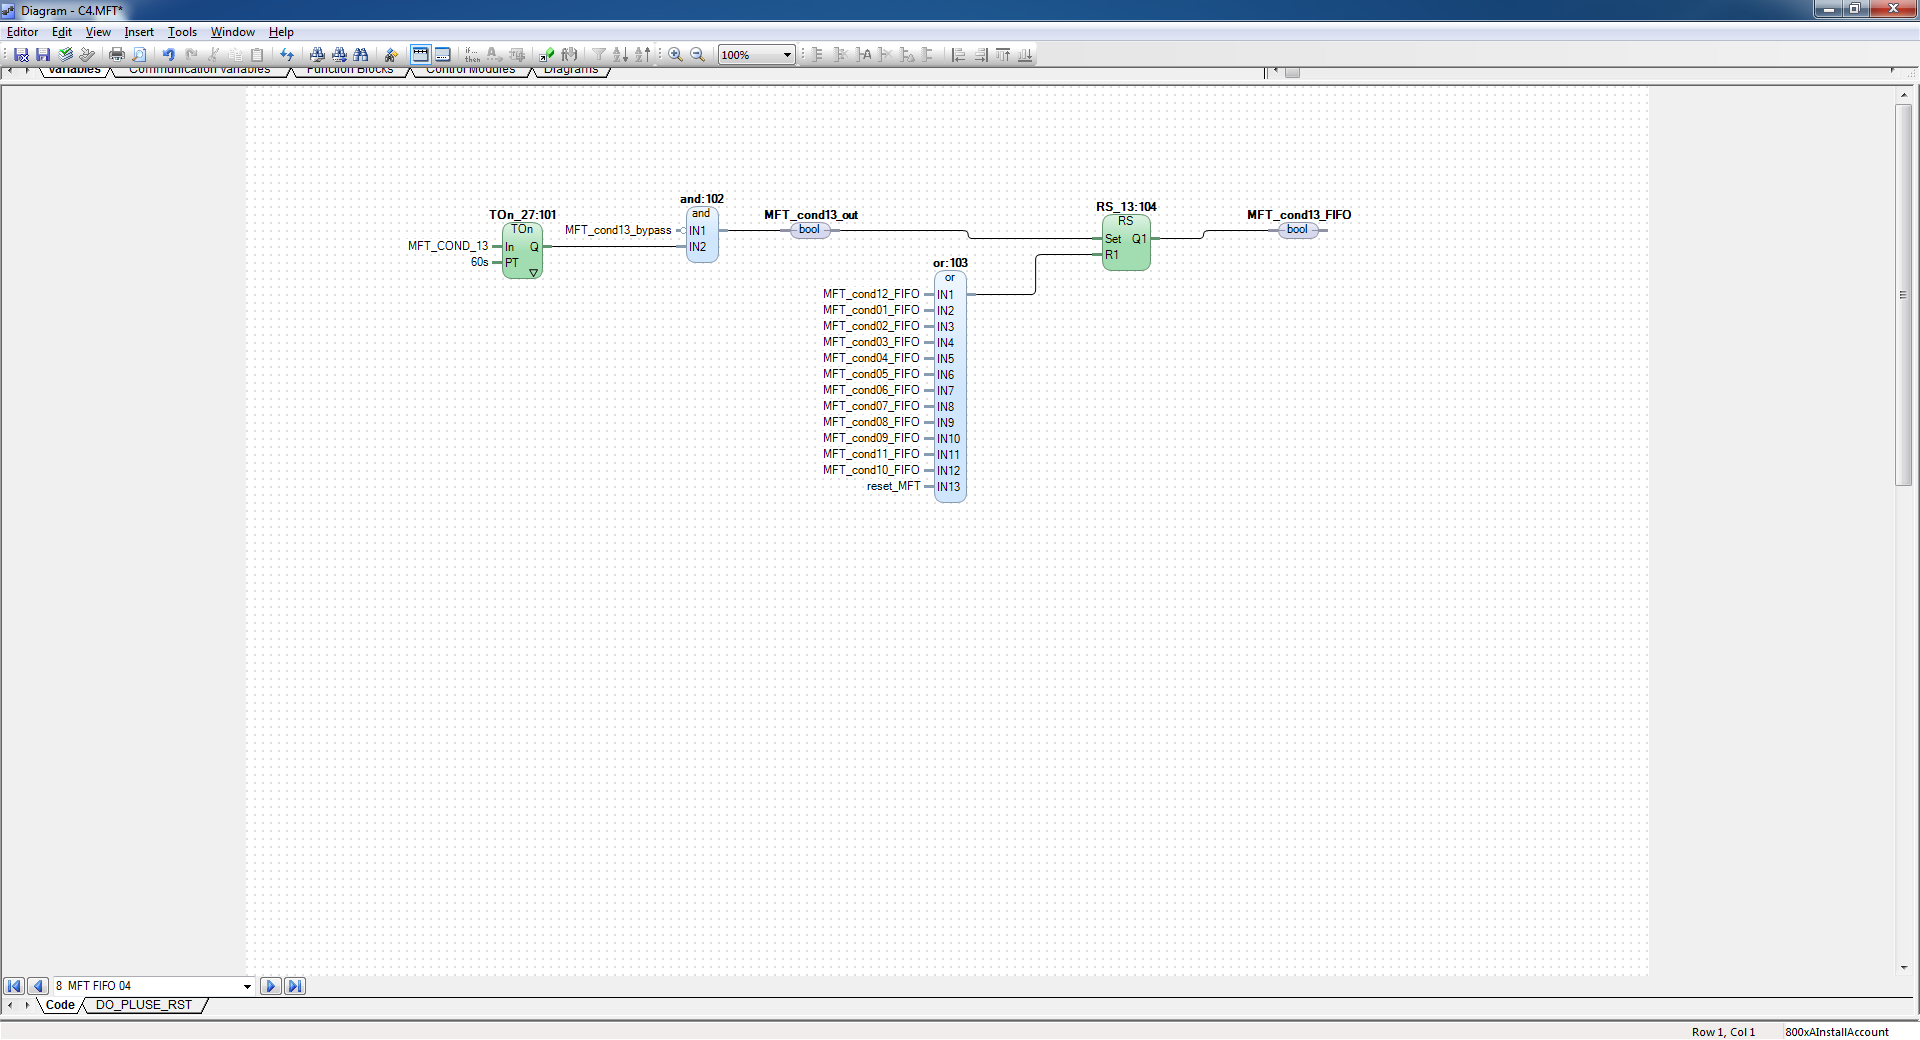 Diagram - C4.MFT*
Editor Edit View Insert Tools Window Help
if... then 100%
Variables Communication Variables Function Blocks Control Modules Diagrams
and:102
and
MFT_cond13_bypass IN1
IN2
TOn_27:101
TOn
MFT_COND_13 In Q
60s PT
MFT_cond13_out
bool
RS_13:104
RS
Set Q1
R1
MFT_cond13_FIFO
bool
or:103
or
MFT_cond12_FIFO IN1
MFT_cond01_FIFO IN2
MFT_cond02_FIFO IN3
MFT_cond03_FIFO IN4
MFT_cond04_FIFO IN5
MFT_cond05_FIFO IN6
MFT_cond06_FIFO IN7
MFT_cond07_FIFO IN8
MFT_cond08_FIFO IN9
MFT_cond09_FIFO IN10
MFT_cond11_FIFO IN11
MFT_cond10_FIFO IN12
reset_MFT IN13
8 MFT FIFO 04
Code DO_PLUSE_RST
Row 1, Col 1 800xAInstallAccount